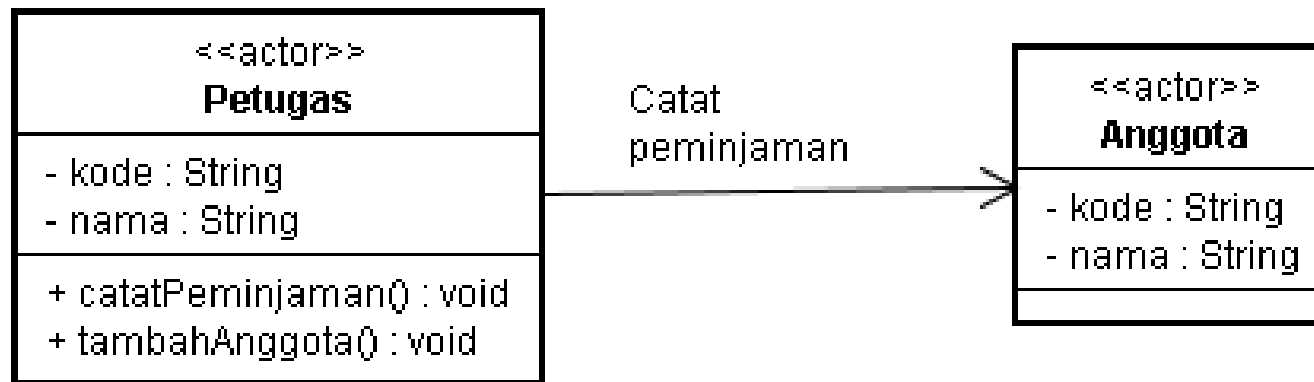 <<actor>>
Petugas
- kode : String
- nama : String
+ catatPeminjaman() : void
+ tambahAnggota() : void
Catat
peminjaman
<<actor>>
Anggota
- kode : String
- nama : String